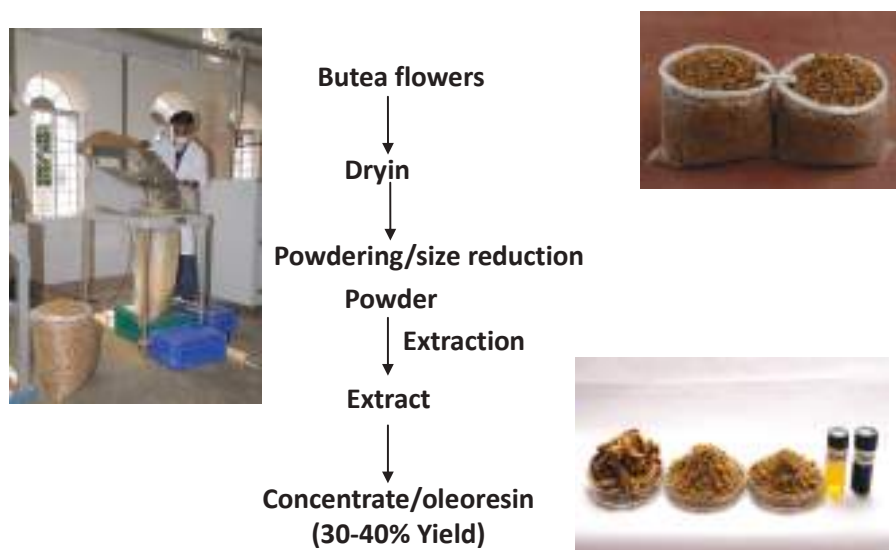 Butea flowers
Dryin
Powdering/size reduction
Powder
Extraction
Extract
Concentrate/oleoresin
(30-40% Yield)